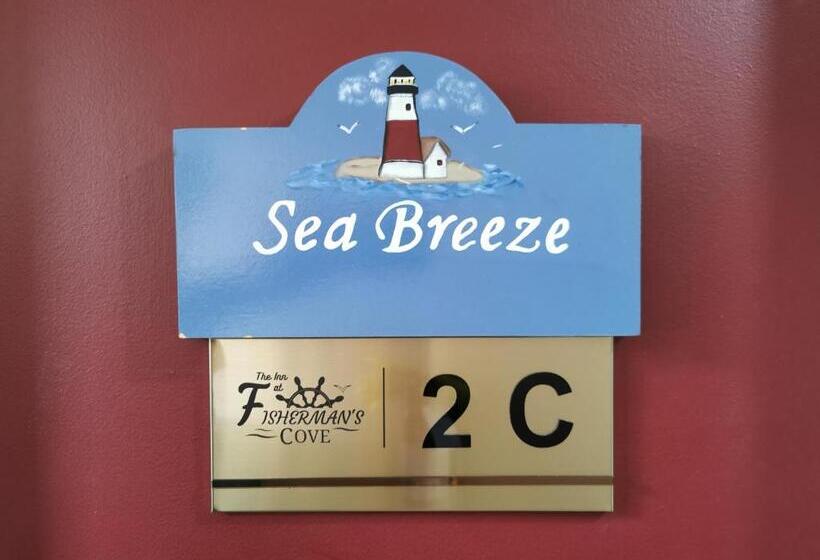 Sea Breeze
The Inn
at
FISHERMAN'S
COVE
2 C